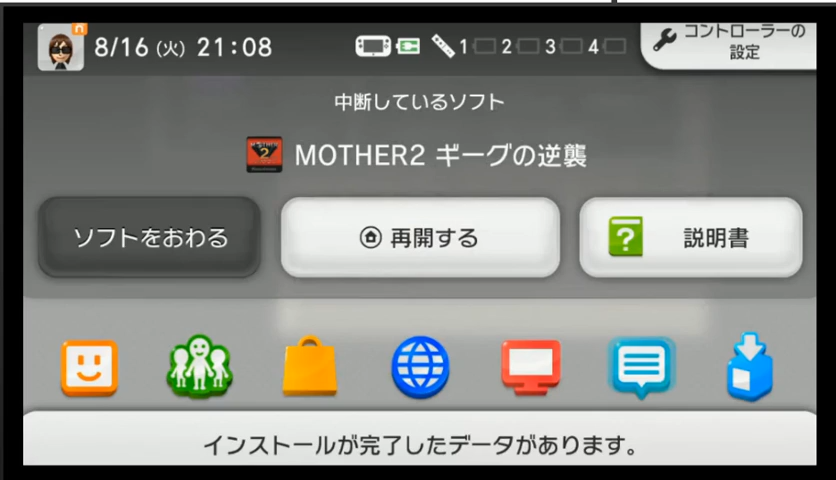 8/16 (火) 21:08
1 2 3 4
コントローラーの
設定
中断しているソフト
MOTHER2 ギーグの逆襲
ソフトをおわる
再開する
説明書
インストールが完了したデータがあります。